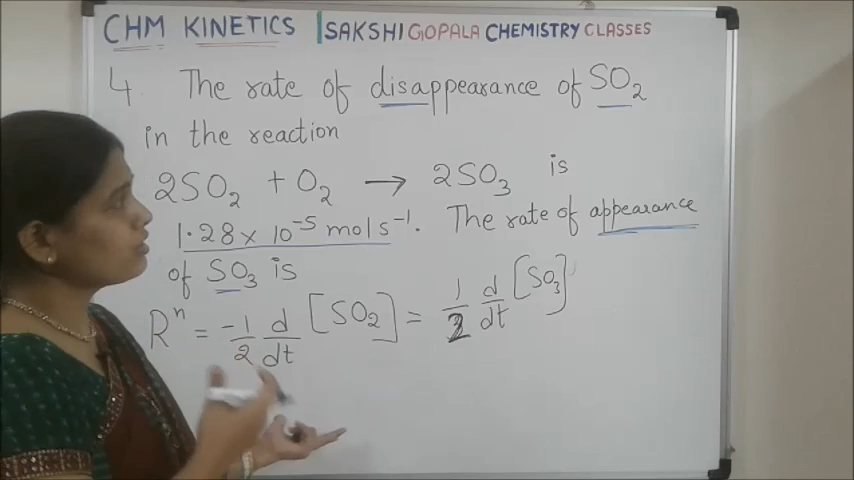 CHM KINETICS SAKSHI GOPALA CHEMISTRY CLASSES
4 The rate of disappearance of SO₂
in the reaction
2SO₂ + O₂ → 2SO₃ is
1.28 x 10⁻⁵ mol s⁻¹. The rate of appearance
of SO₃ is
Rⁿ = -1/2 d/dt [SO₂] = 1/2 d/dt [SO₃]